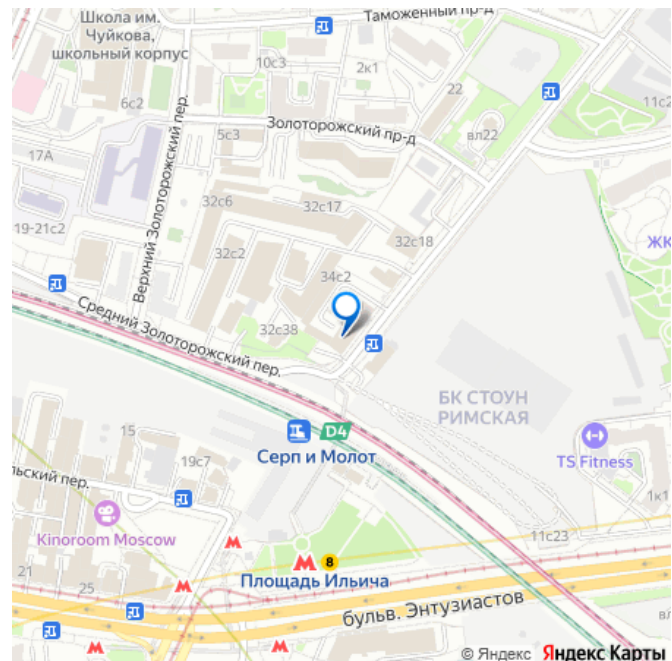 Школа им.
Чуйкова,
школьный корпус
Таможенный пр-д
10с3
2к1
6с2
22
Золоторожский пр-д
вл22
11с2
5с3
17А
Верхний Золоторожский пер.
32с6
32с17
19-21с2
32с2
32с18
ЖК
34с2
Средний Золоторожский пер.
32с38
БК СТОУН
РИМСКАЯ
D4
Серп и Молот
15
19с7
TS Fitness
льский пер.
1к1
Kinoroom Moscow
11с23
М
М
8
Площадь Ильича
21
25
М
бульв. Энтузиастов
вл
М
М
© Яндекс Яндекс Карты